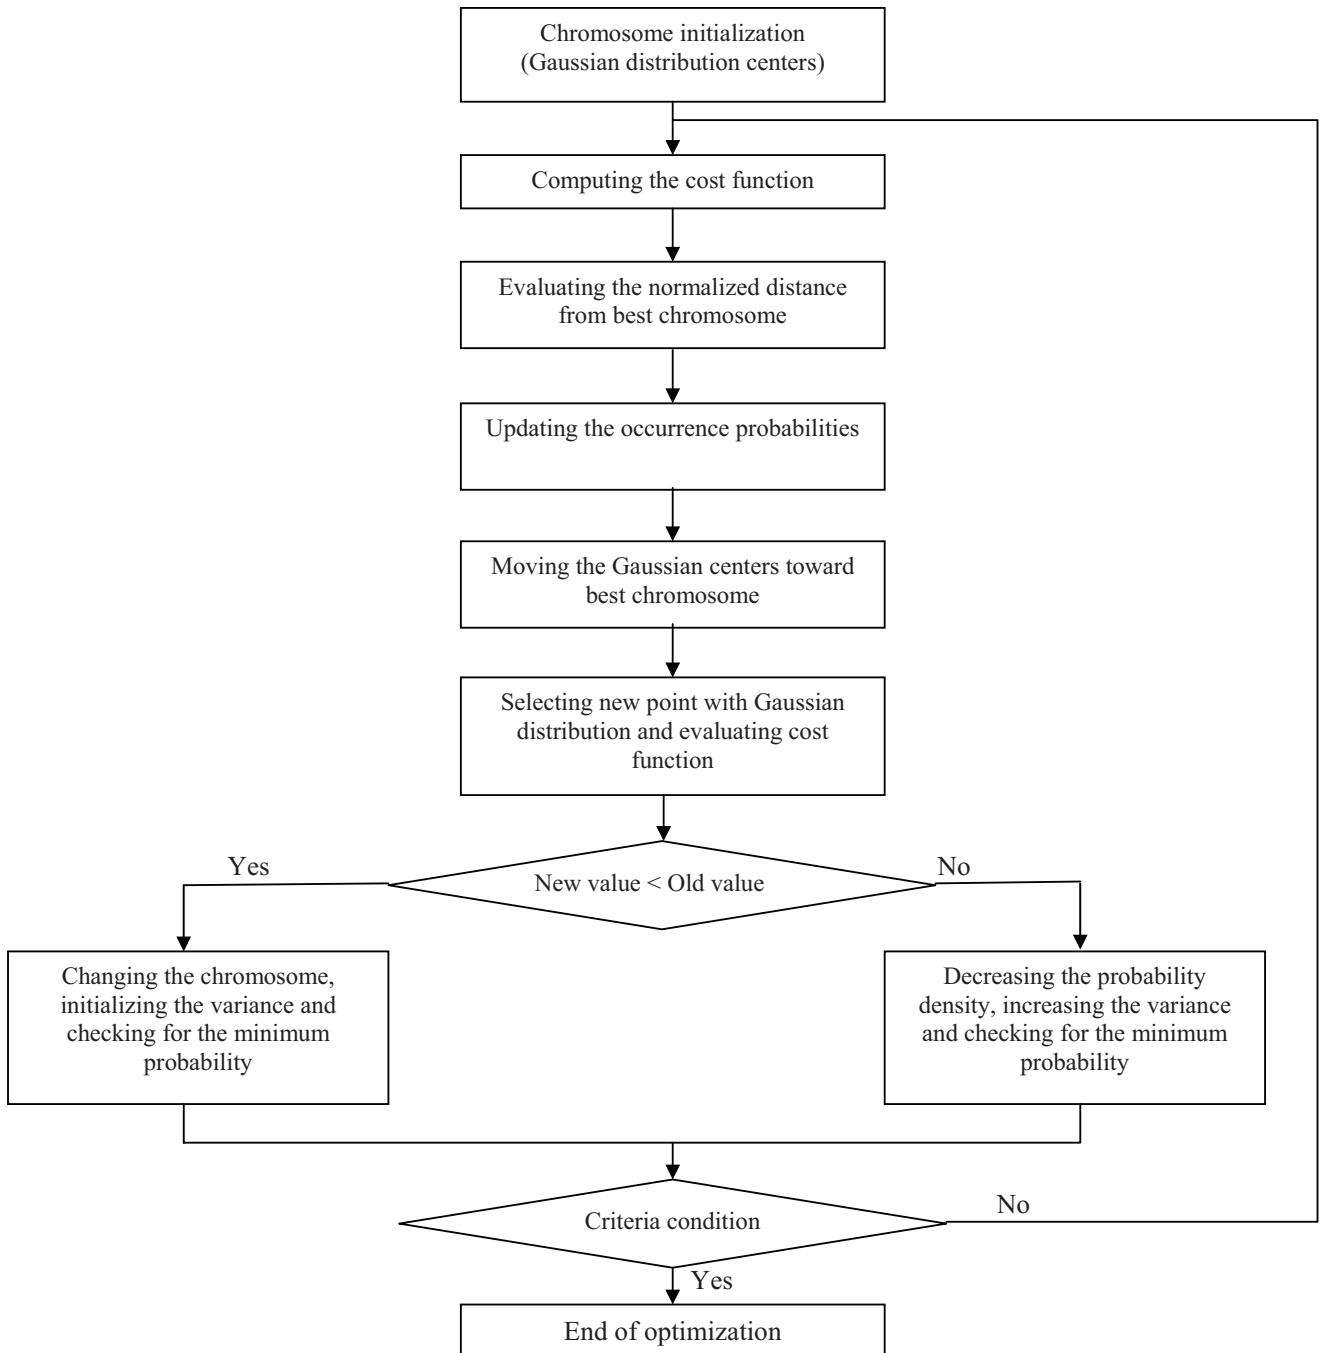 Chromosome initialization
(Gaussian distribution centers)
Computing the cost function
Evaluating the normalized distance
from best chromosome
Updating the occurrence probabilities
Moving the Gaussian centers toward
best chromosome
Selecting new point with Gaussian
distribution and evaluating cost
function
Yes
New value < Old value
No
Changing the chromosome,
initializing the variance and
checking for the minimum
probability
Decreasing the probability
density, increasing the variance
and checking for the minimum
probability
Criteria condition
No
Yes
End of optimization